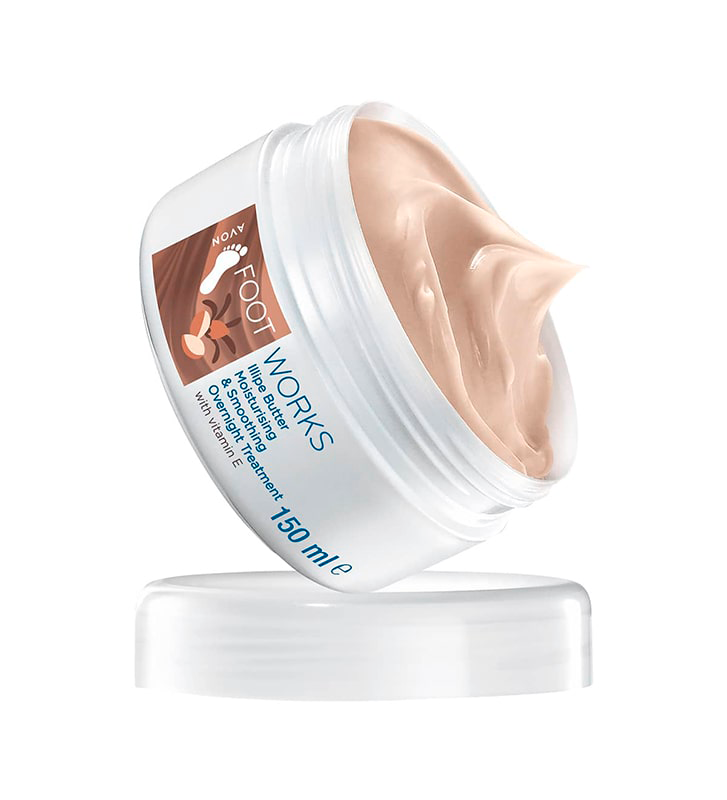 AVON
FOOT WORKS
Illipe Butter
Moisturising
& Smoothing
Overnight Treatment
with vitamin E
150 ml e